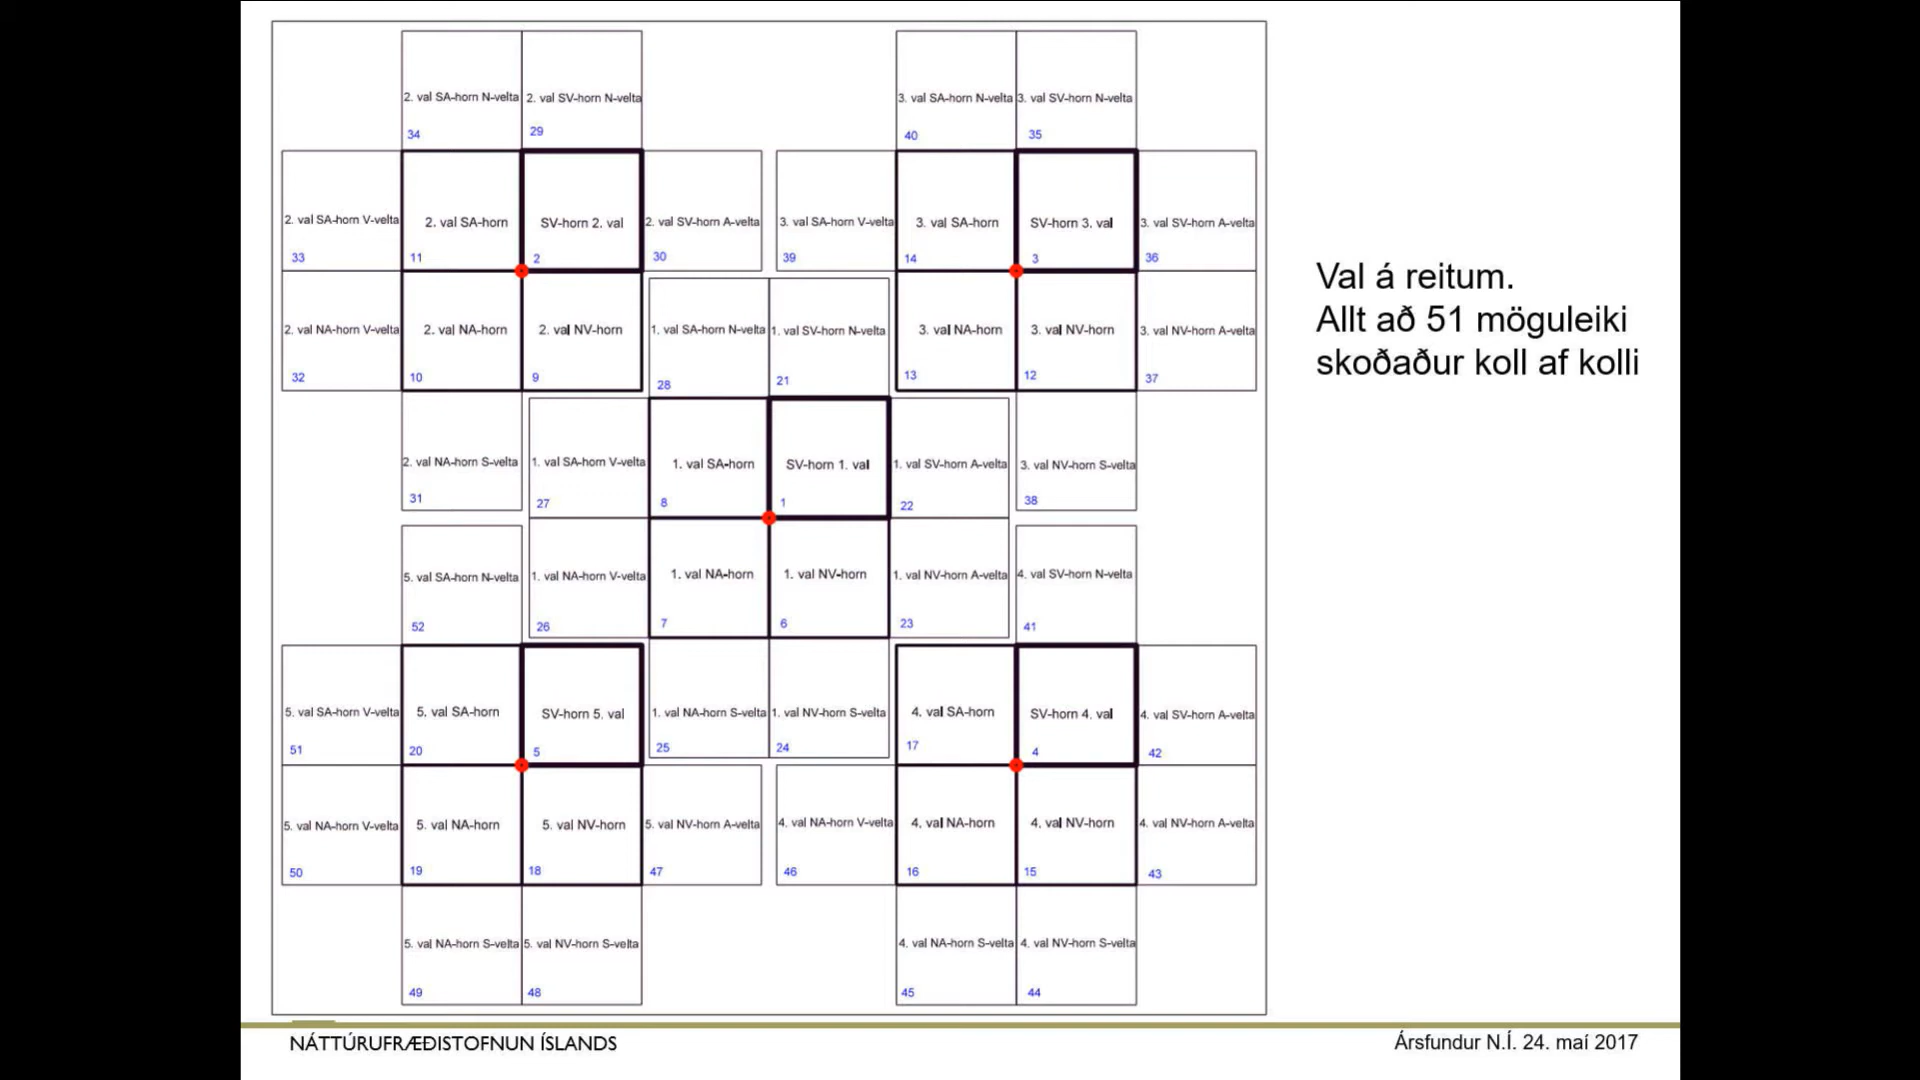 2. val SA-horn N-velta
2. val SV-horn N-velta
3. val SA-horn N-velta
3. val SV-horn N-velta
34
29
40
35
2. val SA-horn V-velta
2. val SA-horn
SV-horn 2. val
2. val SV-horn A-velta
3. val SA-horn V-velta
3. val SA-horn
SV-horn 3. val
3. val SV-horn A-velta
33
11
2
30
39
14
3
36
2. val NA-horn V-velta
2. val NA-horn
2. val NV-horn
1. val SA-horn N-velta
1. val SV-horn N-velta
3. val NA-horn
3. val NV-horn
3. val NV-horn A-velta
32
10
9
28
21
13
12
37
2. val NA-horn S-velta
1. val SA-horn V-velta
1. val SA-horn
SV-horn 1. val
1. val SV-horn A-velta
3. val NV-horn S-velta
31
27
8
1
22
38
5. val SA-horn N-velta
1. val NA-horn V-velta
1. val NA-horn
1. val NV-horn
1. val NV-horn A-velta
4. val SV-horn N-velta
52
26
7
6
23
41
5. val SA-horn V-velta
5. val SA-horn
SV-horn 5. val
1. val NA-horn S-velta
1. val NV-horn S-velta
4. val SA-horn
SV-horn 4. val
4. val SV-horn A-velta
51
20
5
25
24
17
4
42
5. val NA-horn V-velta
5. val NA-horn
5. val NV-horn
5. val NV-horn A-velta
4. val NA-horn V-velta
4. val NA-horn
4. val NV-horn
4. val NV-horn A-velta
50
19
18
47
46
16
15
43
5. val NA-horn S-velta
5. val NV-horn S-velta
4. val NA-horn S-velta
4. val NV-horn S-velta
49
48
45
44
Val á reitum.
Allt að 51 möguleiki
skoðaður koll af kolli
NÁTTÚRUFRÆÐISTOFNUN ÍSLANDS
Ársfundur N.Í. 24. maí 2017